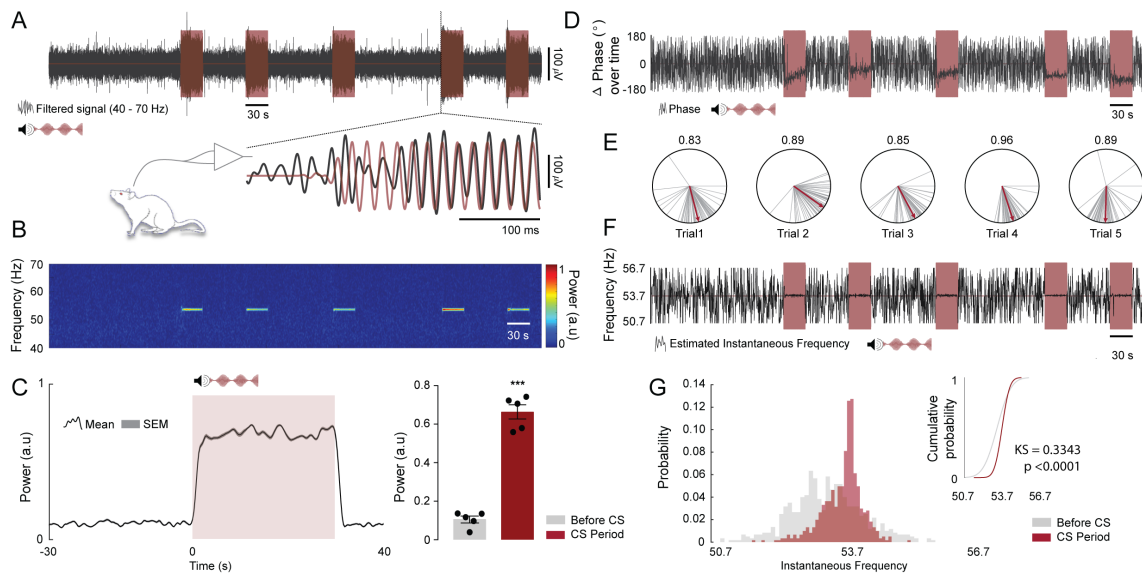 A
100 µV
Filtered signal (40 - 70 Hz)
30 s
100 µV
100 ms
B
Frequency (Hz)
70
60
50
40
30 s
1
0
Power (a.u)
C
Mean
SEM
Power (a.u)
1
0
-30
0
40
Time (s)
Power (a.u)
0.8
0.6
0.4
0.2
0
***
Before CS
CS Period
D
Δ Phase (°)
over time
180
0
-180
Phase
30 s
E
0.83
0.89
0.85
0.96
0.89
Trial1
Trial 2
Trial 3
Trial 4
Trial 5
F
Frequency (Hz)
56.7
53.7
50.7
Estimated Instantaneous Frequency
30 s
G
Probability
0.14
0.12
0.10
0.08
0.06
0.04
0.02
0
50.7
53.7
56.7
Instantaneous Frequency
Cumulative
probability
1
0
1
KS = 0.3343
p <0.0001
50.7
53.7
56.7
Before CS
CS Period